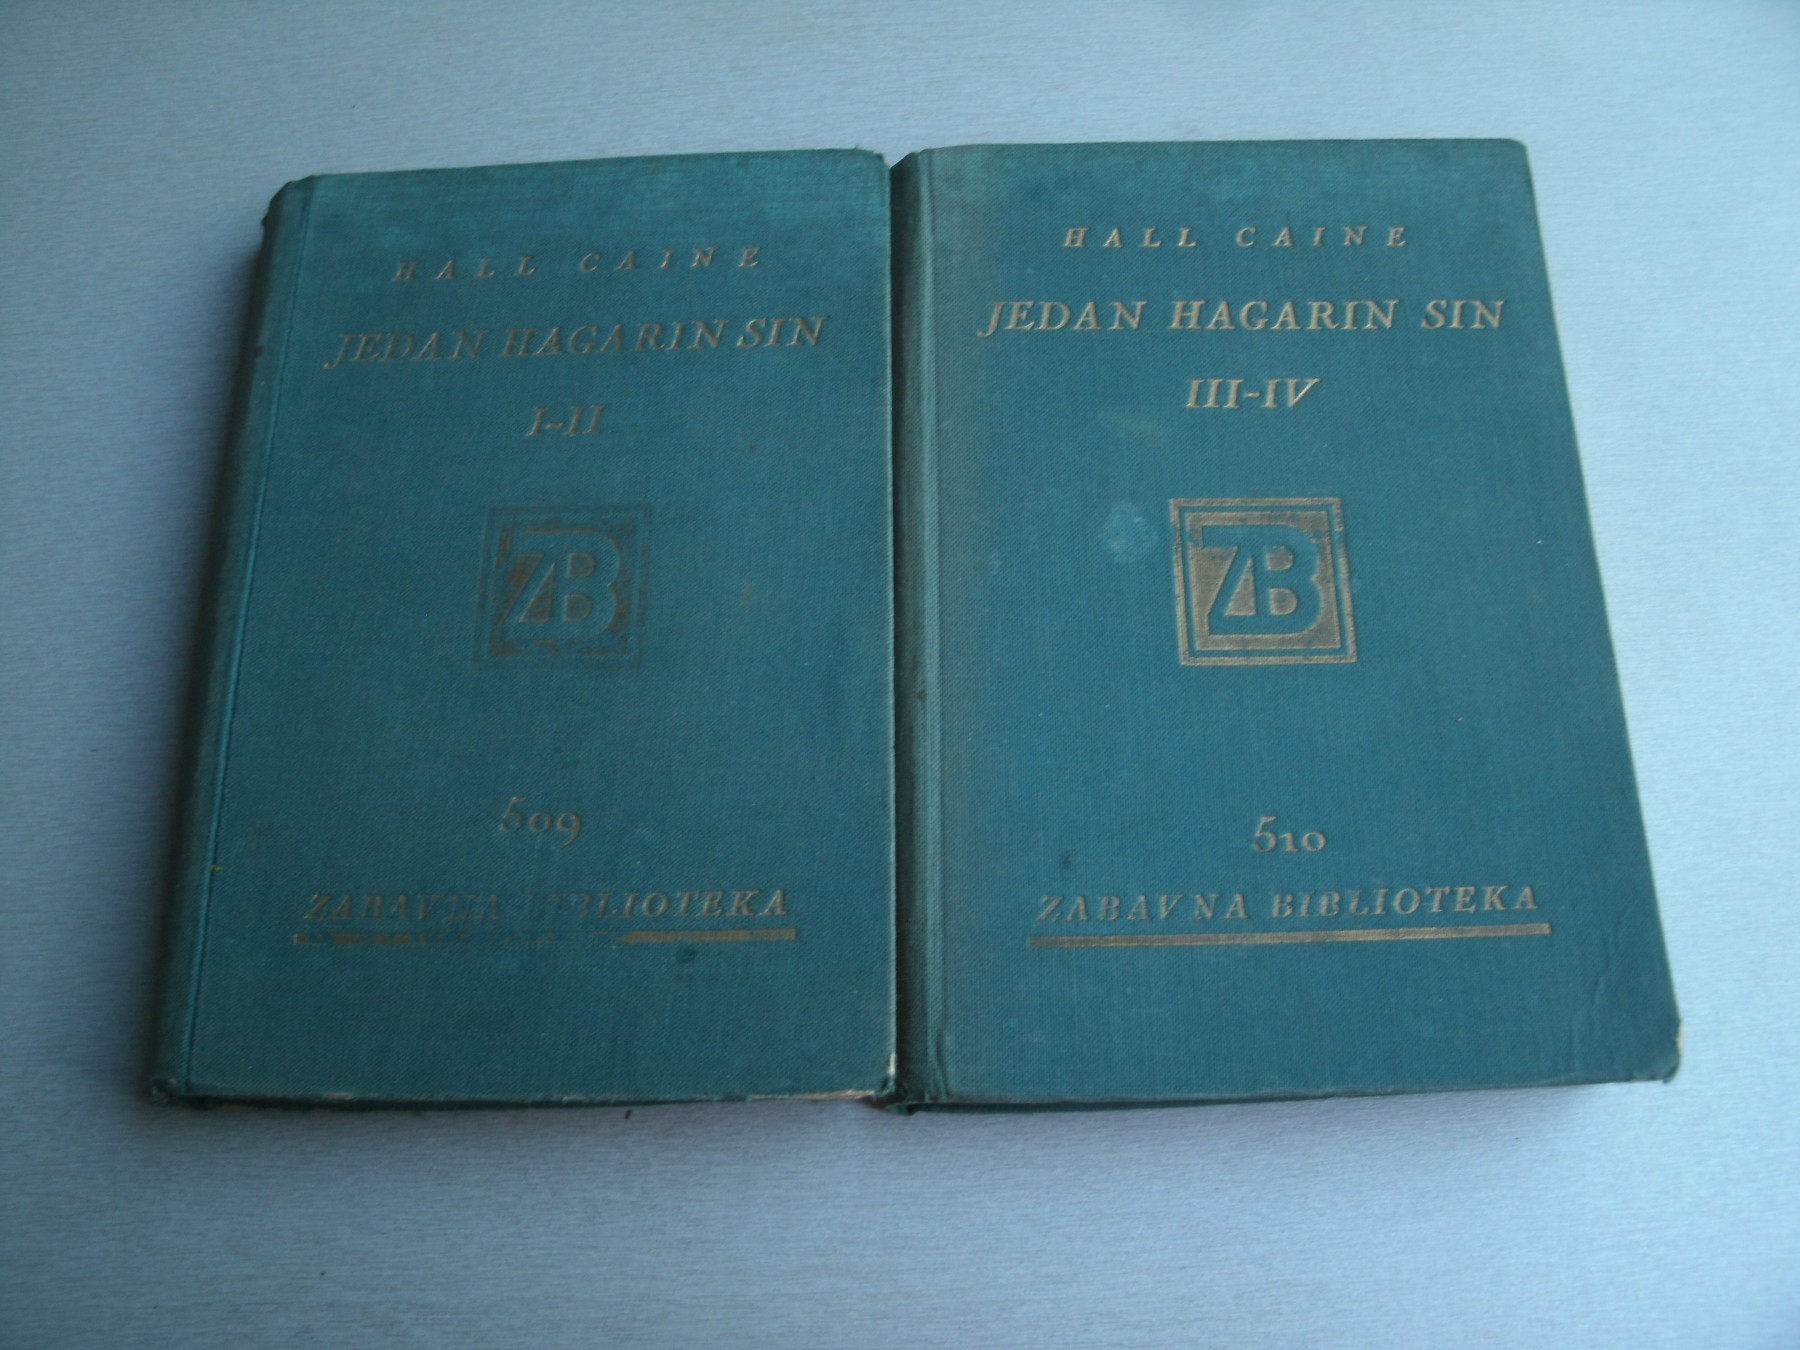 HALL CAINE
JEDAN HAGARIN SIN
I-II
ZB
509
ZABAVNA BIBLIOTEKA
HALL CAINE
JEDAN HAGARIN SIN
III-IV
ZB
510
ZABAVNA BIBLIOTEKA